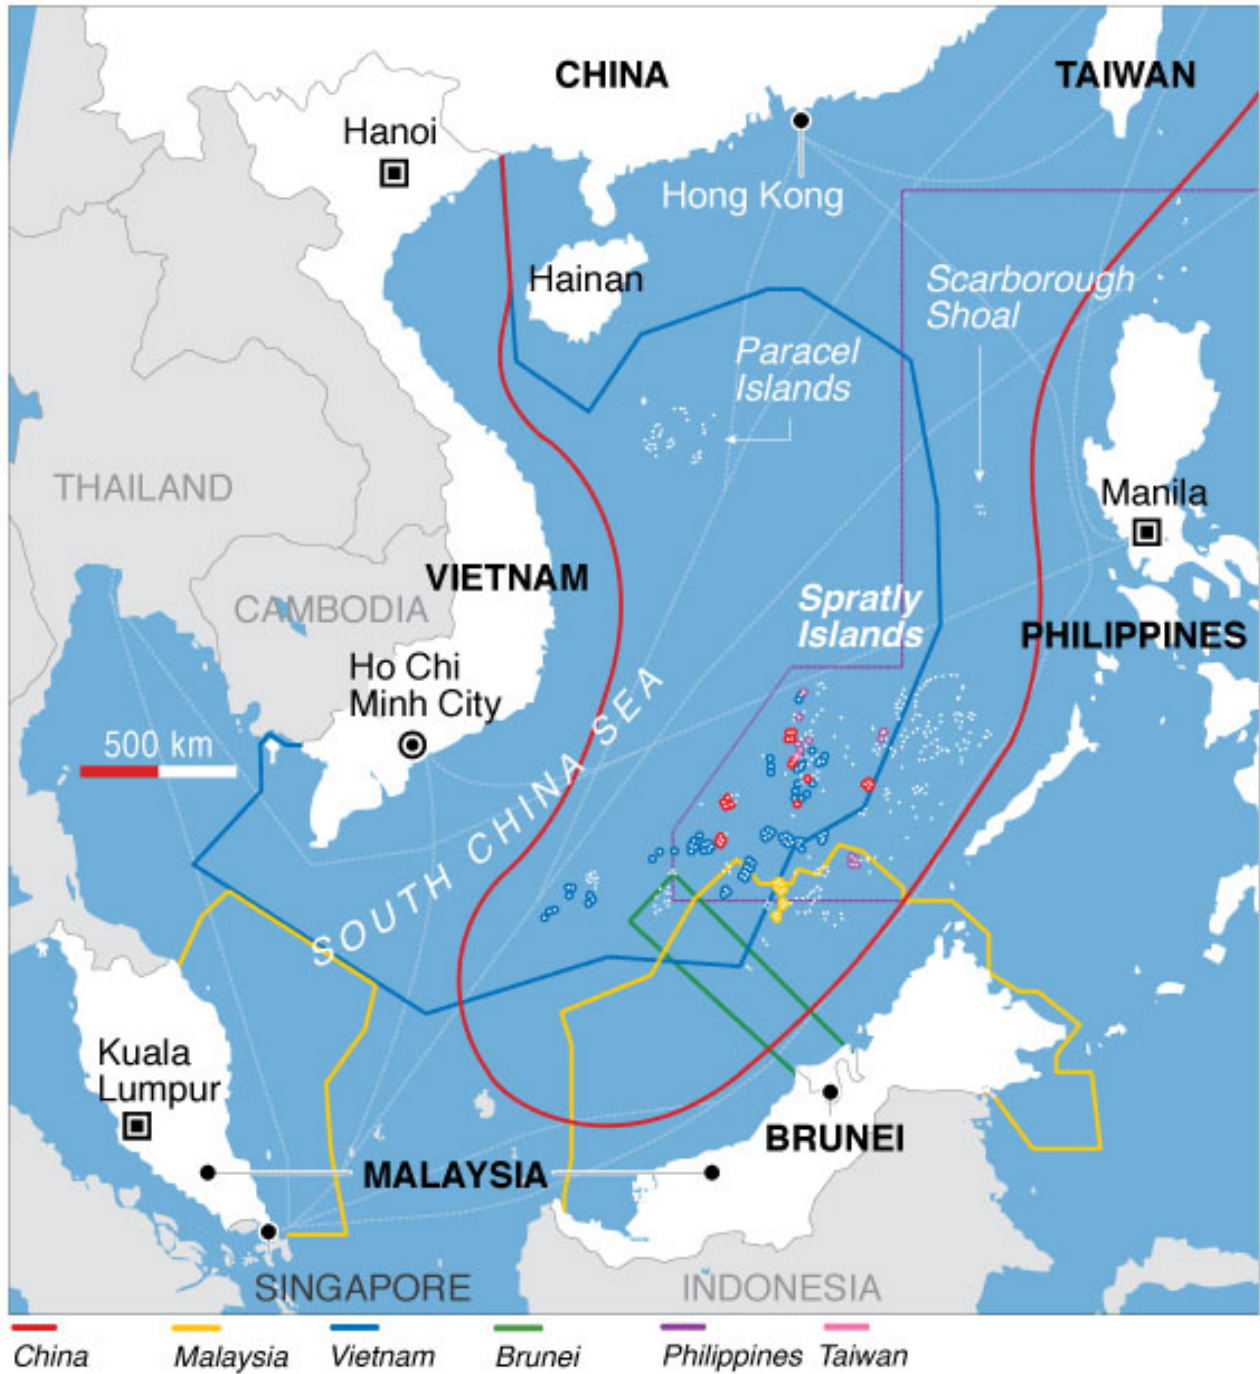 CHINA
TAIWAN
Hanoi
Hong Kong
Hainan
Scarborough
Shoal
Paracel
Islands
THAILAND
Manila
VIETNAM
CAMBODIA
Spratly
Islands
PHILIPPINES
Ho Chi
Minh City
500 km
SOUTH CHINA SEA
Kuala
Lumpur
BRUNEI
MALAYSIA
SINGAPORE
INDONESIA
China
Malaysia
Vietnam
Brunei
Philippines
Taiwan